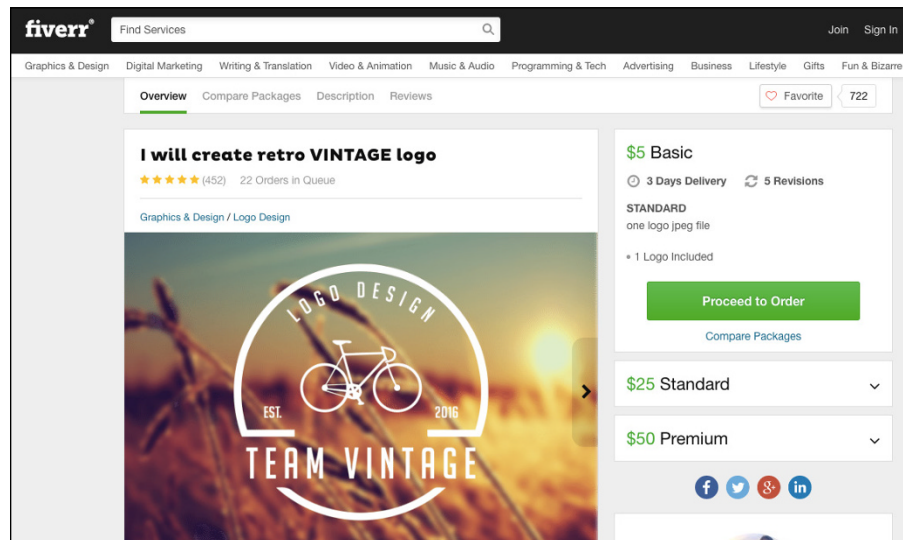 fiverr®
Find Services
Join Sign In
Graphics & Design Digital Marketing Writing & Translation Video & Animation Music & Audio Programming & Tech Advertising Business Lifestyle Gifts Fun & Bizarre
Overview Compare Packages Description Reviews
Favorite 722
I will create retro VINTAGE logo
(452) 22 Orders in Queue
Graphics & Design / Logo Design
LOGO DESIGN
EST. 2016
TEAM VINTAGE
$5 Basic
3 Days Delivery 5 Revisions
STANDARD
one logo jpeg file
• 1 Logo Included
Proceed to Order
Compare Packages
$25 Standard
$50 Premium
f g+ in